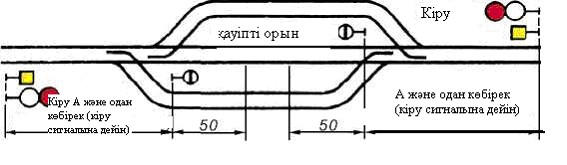 Кіру
қауіпті орын
Кіру А және одан
көбірек (кіру
сигналына дейін)
50
50
А және одан көбірек
(кіру сигналына дейін)